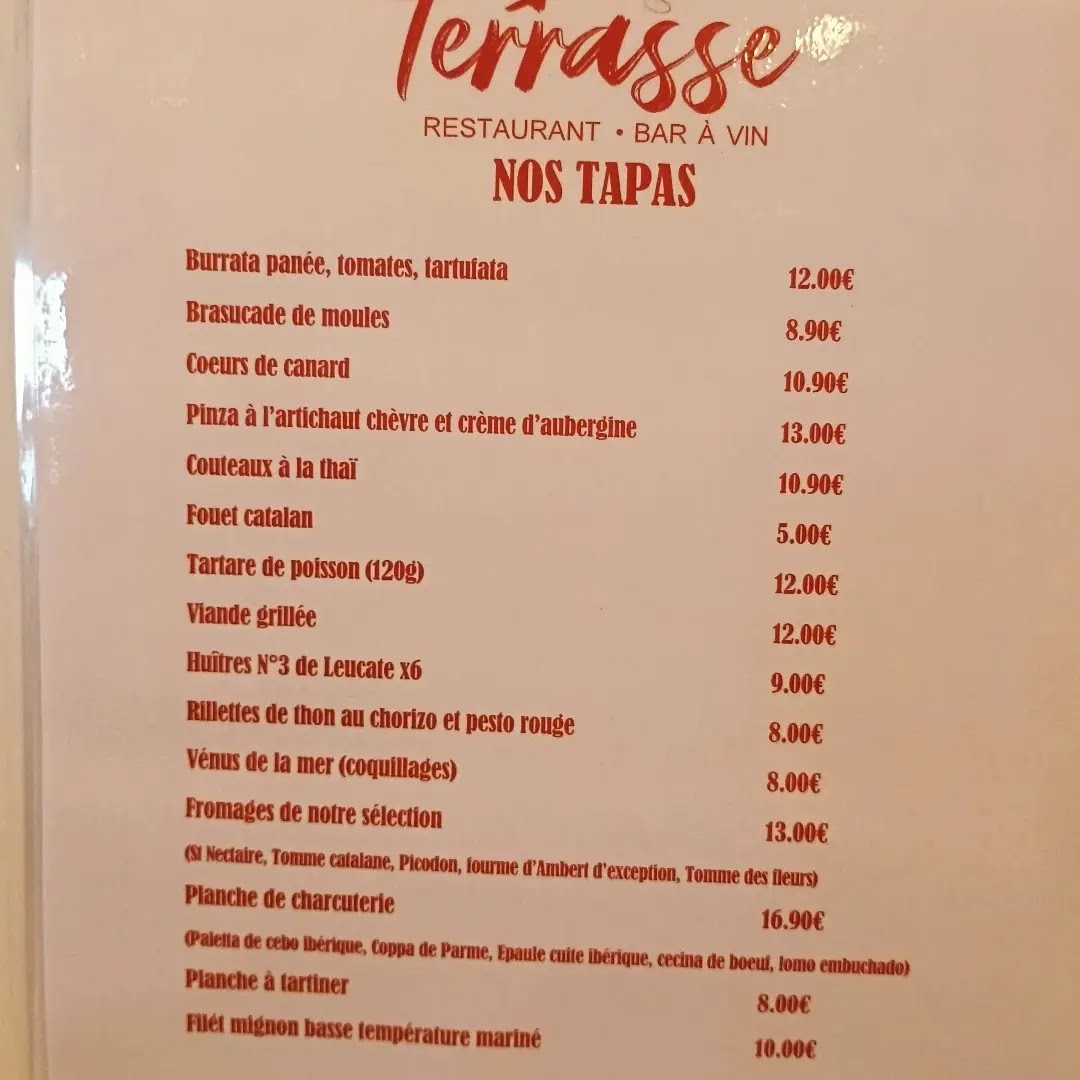 Terrasse
RESTAURANT • BAR À VIN
NOS TAPAS
Burrata panée, tomates, tartufata 12.00€
Brasucade de moules 8.90€
Coeurs de canard 10.90€
Pinza à l'artichaut chèvre et crème d'aubergine 13.00€
Couteaux à la thaï 10.90€
Fouet catalan 5.00€
Tartare de poisson (120g) 12.00€
Viande grillée 12.00€
Huîtres N°3 de Leucate x6 9.00€
Rillettes de thon au chorizo et pesto rouge 8.00€
Vénus de la mer (coquillages) 8.00€
Fromages de notre sélection 13.00€
(St Nectaire, Tomme catalane, Picodon, fourme d'Ambert d'exception, Tomme des fleurs)
Planche de charcuterie 16.90€
(Paletta de cebo ibérique, Coppa de Parme, Epaule cuite ibérique, cecina de boeuf, lomo embuchado)
Planche à tartiner 8.00€
Filét mignon basse température mariné 10.00€